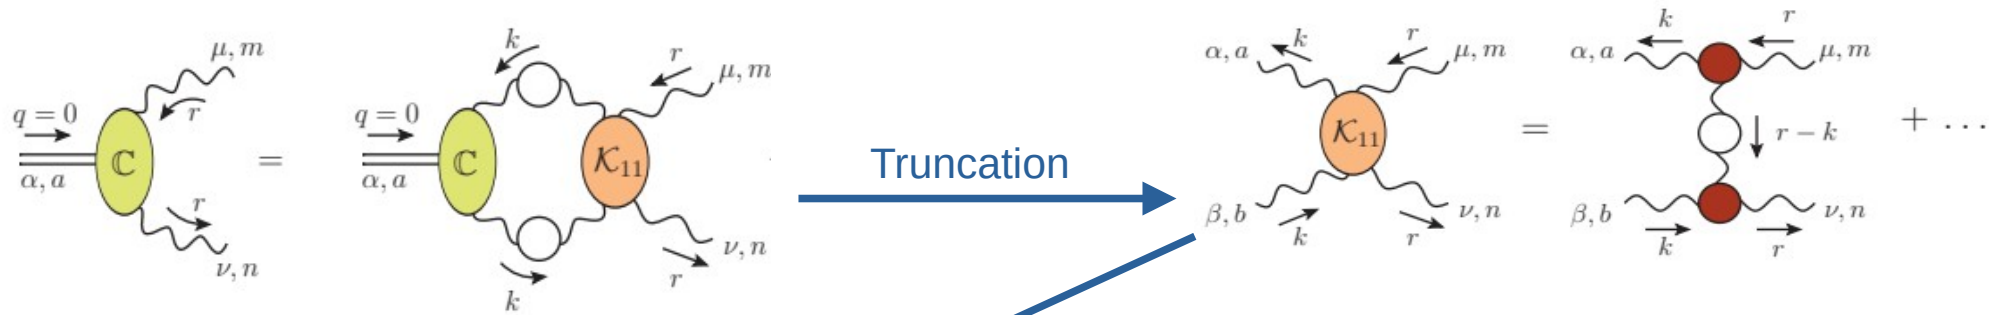 q = 0
α, a
ℂ
μ, m
r
r
ν, n
=
q = 0
α, a
ℂ
k
k
𝒦₁₁
r
μ, m
ν, n
r
Truncation
α, a
k
r
μ, m
𝒦₁₁
β, b
k
r
ν, n
=
α, a
k
r
μ, m
r − k
β, b
k
r
ν, n
+ ...